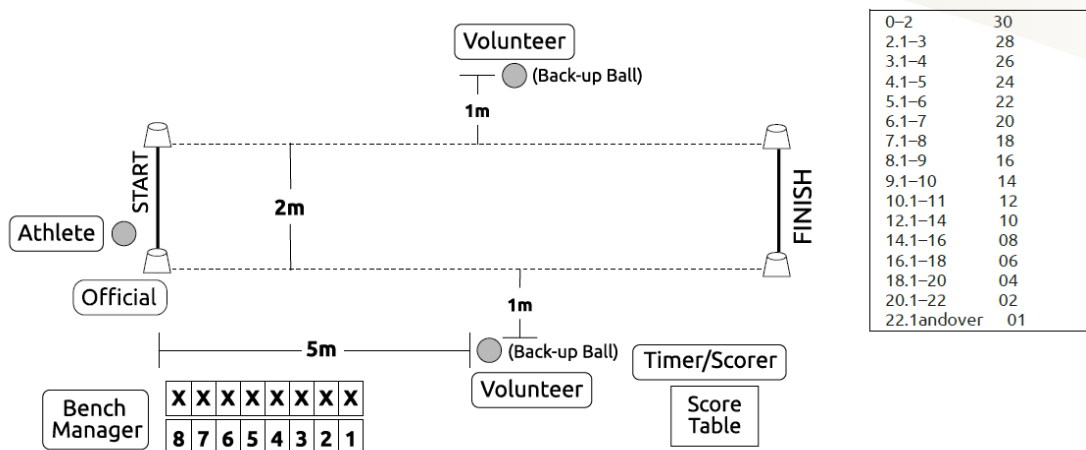 Volunteer
(Back-up Ball)
1m
START
2m
FINISH
Athlete
Official
1m
5m
(Back-up Ball)
Volunteer
Timer/Scorer
Bench
Manager
X X X X X X X X
8 7 6 5 4 3 2 1
Score
Table
0–2 30
2.1–3 28
3.1–4 26
4.1–5 24
5.1–6 22
6.1–7 20
7.1–8 18
8.1–9 16
9.1–10 14
10.1–11 12
12.1–14 10
14.1–16 08
16.1–18 06
18.1–20 04
20.1–22 02
22.1andover 01